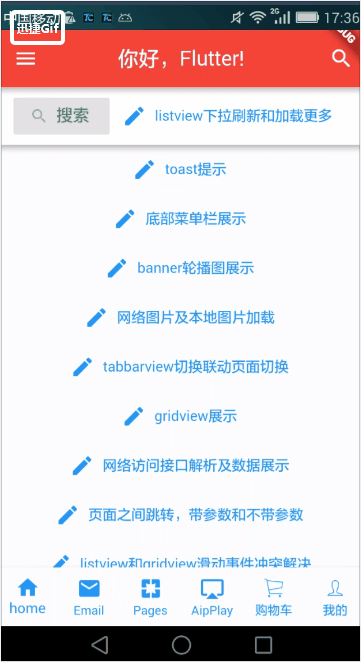 中国移动 2G 17:36
迅捷Gif
你好，Flutter!
搜索 listview下拉刷新和加载更多
toast提示
底部菜单栏展示
banner轮播图展示
网络图片及本地图片加载
tabbarview切换联动页面切换
gridview展示
网络访问接口解析及数据展示
页面之间跳转，带参数和不带参数
listview和gridview滑动事件冲突解决
home Email Pages AipPlay 购物车 我的